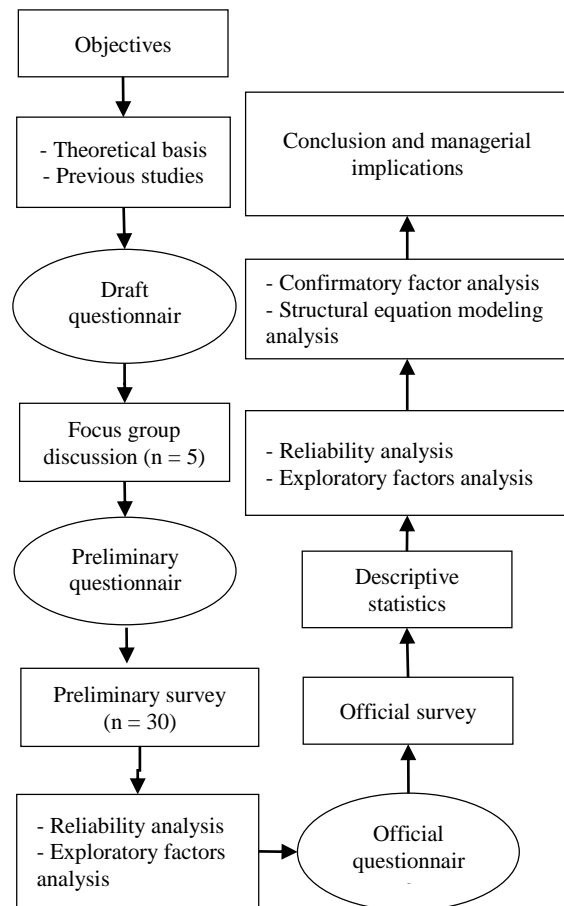 Objectives
- Theoretical basis
- Previous studies
Draft
questionnair
Focus group
discussion (n = 5)
Preliminary
questionnair
Preliminary survey
(n = 30)
- Reliability analysis
- Exploratory factors
analysis
Official
questionnair
Official survey
Descriptive
statistics
- Reliability analysis
- Exploratory factors analysis
- Confirmatory factor analysis
- Structural equation modeling
analysis
Conclusion and managerial
implications